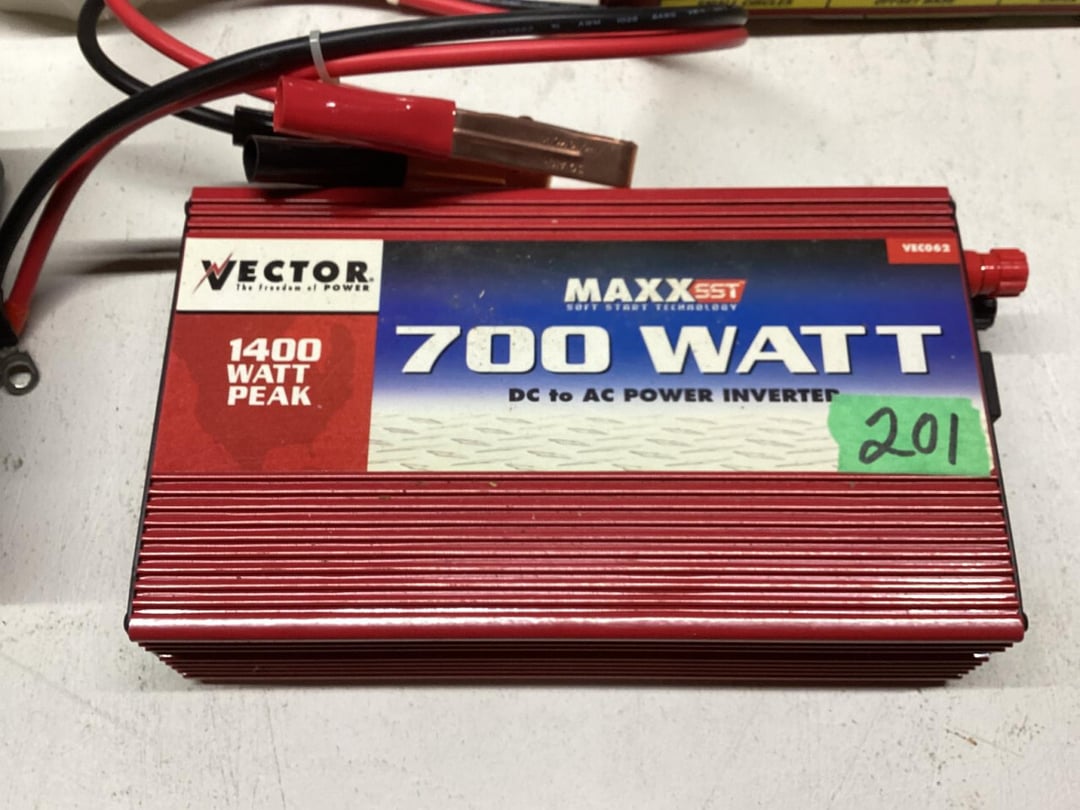 VEC062
VECTOR®
The Freedom of POWER
MAXX SST
SOFT START TECHNOLOGY
1400
WATT
PEAK
700 WATT
DC to AC POWER INVERTER
201